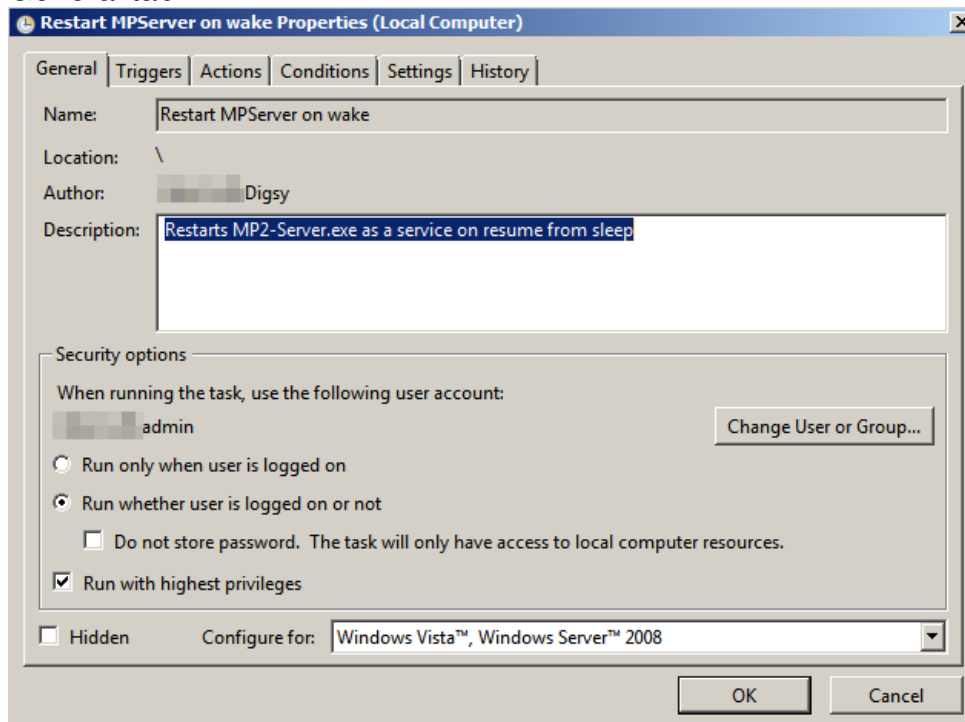 Restart MPServer on wake Properties (Local Computer)
General Triggers Actions Conditions Settings History
Name: Restart MPServer on wake
Location: \
Author: Digsy
Description: Restarts MP2-Server.exe as a service on resume from sleep
Security options
When running the task, use the following user account:
admin
Change User or Group...
Run only when user is logged on
Run whether user is logged on or not
Do not store password. The task will only have access to local computer resources.
Run with highest privileges
Hidden Configure for: Windows Vista™, Windows Server™ 2008
OK Cancel